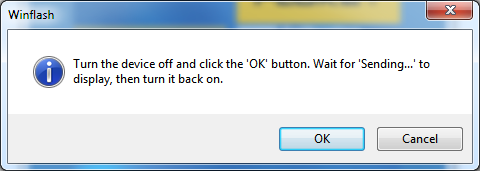 Winflash
Turn the device off and click the 'OK' button. Wait for 'Sending...' to
display, then turn it back on.
OK
Cancel